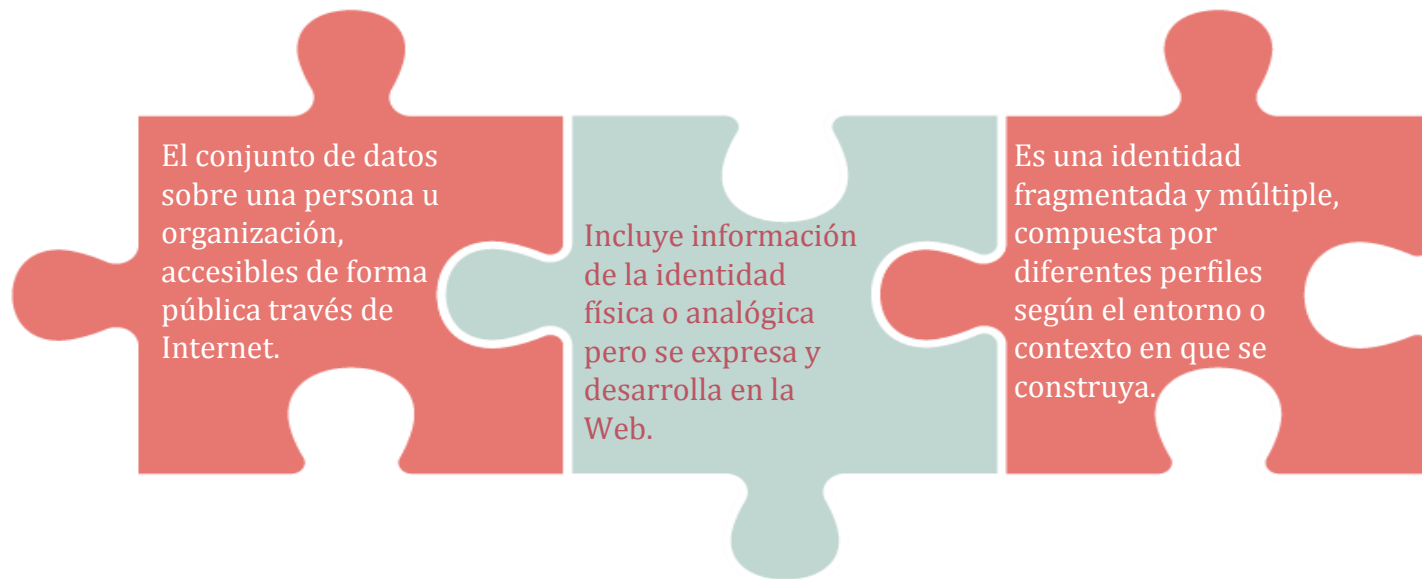 El conjunto de datos
sobre una persona u
organización,
accesibles de forma
pública través de
Internet.
Incluye información
de la identidad
física o analógica
pero se expresa y
desarrolla en la
Web.
Es una identidad
fragmentada y múltiple,
compuesta por
diferentes perfiles
según el entorno o
contexto en que se
construya.